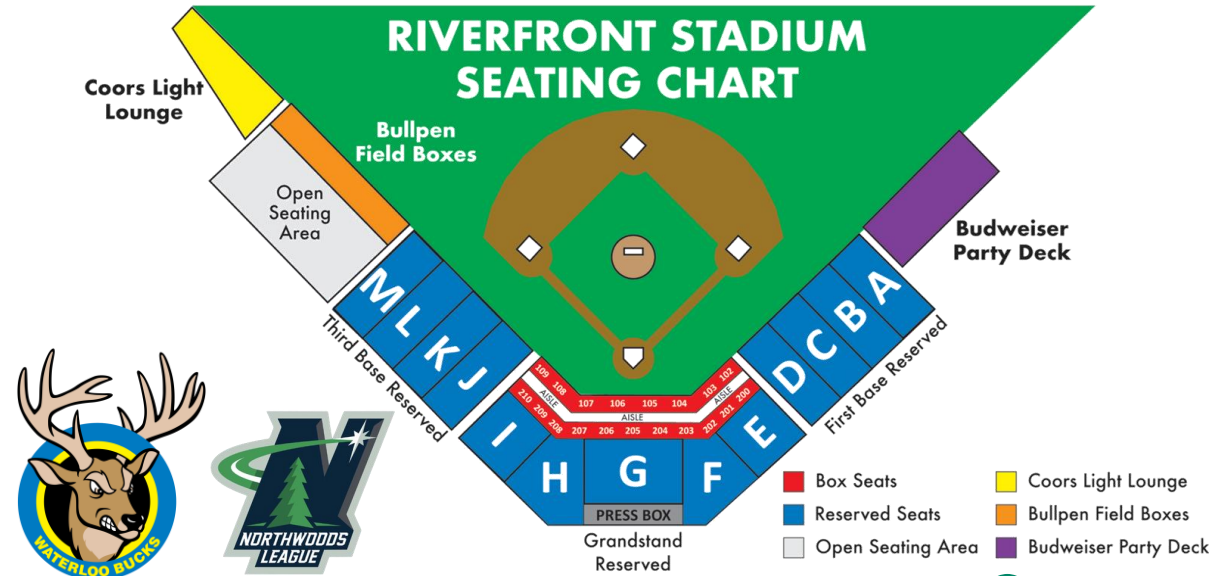 RIVERFRONT STADIUM
SEATING CHART
Coors Light
Lounge
Bullpen
Field Boxes
Open
Seating
Area
Budweiser
Party Deck
M
L
K
J
Third Base Reserved
A
B
C
D
First Base Reserved
109
108
107
106
105
104
103
102
AISLE
AISLE
AISLE
210
209
208
207
206
205
204
203
202
201
200
I
H
G
F
E
PRESS BOX
Grandstand
Reserved
Box Seats
Reserved Seats
Open Seating Area
Coors Light Lounge
Bullpen Field Boxes
Budweiser Party Deck
WATERLOO BUCKS
N
NORTHWOODS
LEAGUE